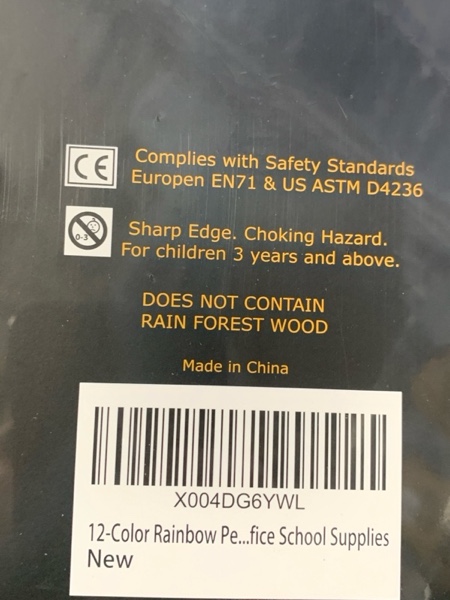 CE
Complies with Safety Standards
Europen EN71 & US ASTM D4236
0-3
Sharp Edge. Choking Hazard.
For children 3 years and above.
DOES NOT CONTAIN
RAIN FOREST WOOD
Made in China
X004DG6YWL
12-Color Rainbow Pe...fice School Supplies
New